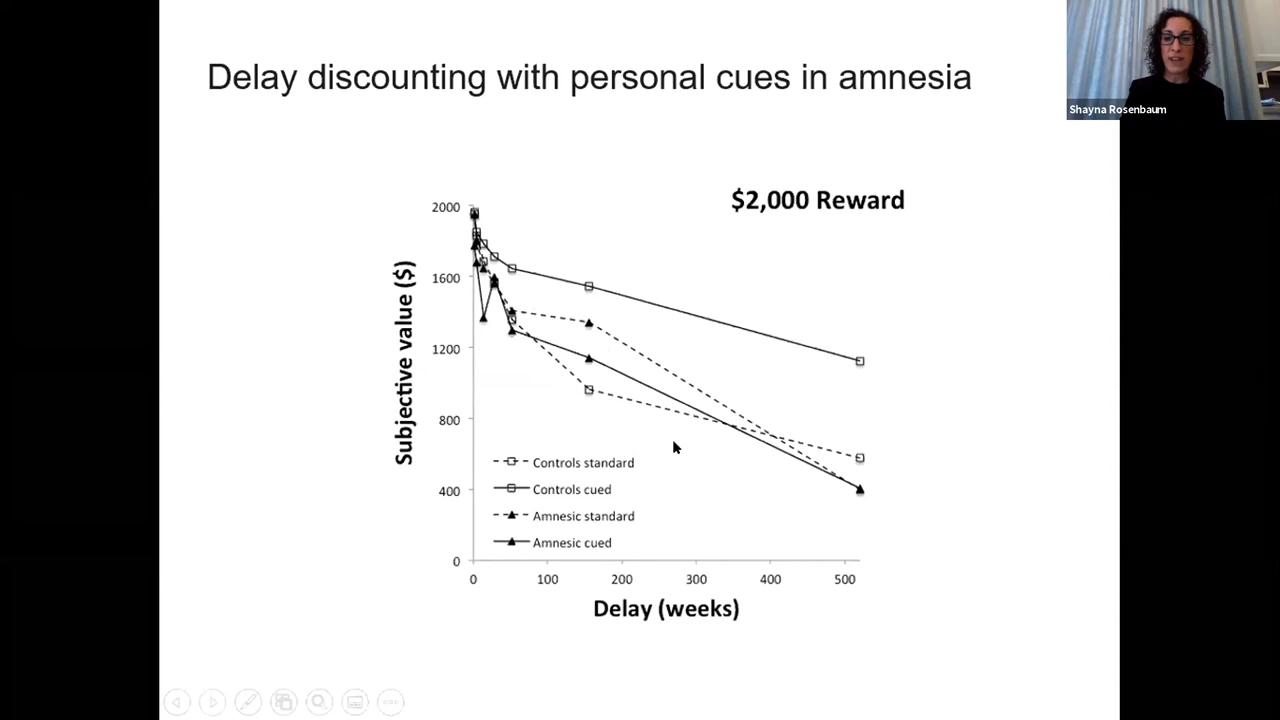 Delay discounting with personal cues in amnesia
Shayna Rosenbaum
$2,000 Reward
2000
1600
1200
800
400
0
Subjective value ($)
Controls standard
Controls cued
Amnesic standard
Amnesic cued
0 100 200 300 400 500
Delay (weeks)